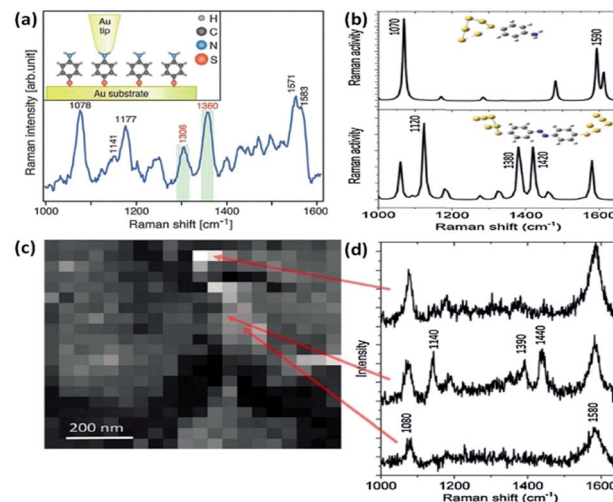 (a)
Au
tip
H
C
N
S
Au substrate
Raman intensity [arb.unit]
1078
1141
1177
1306
1360
1571
1583
1000 1200 1400 1600
Raman shift [cm-1]
(b)
Raman activity
1070
1590
Raman activity
1120
1380
1420
1000 1200 1400 1600
Raman shift (cm-1)
(c)
200 nm
(d)
Intensity
1140
1390
1440
1080
1580
1000 1200 1400 1600
Raman shift (cm-1)